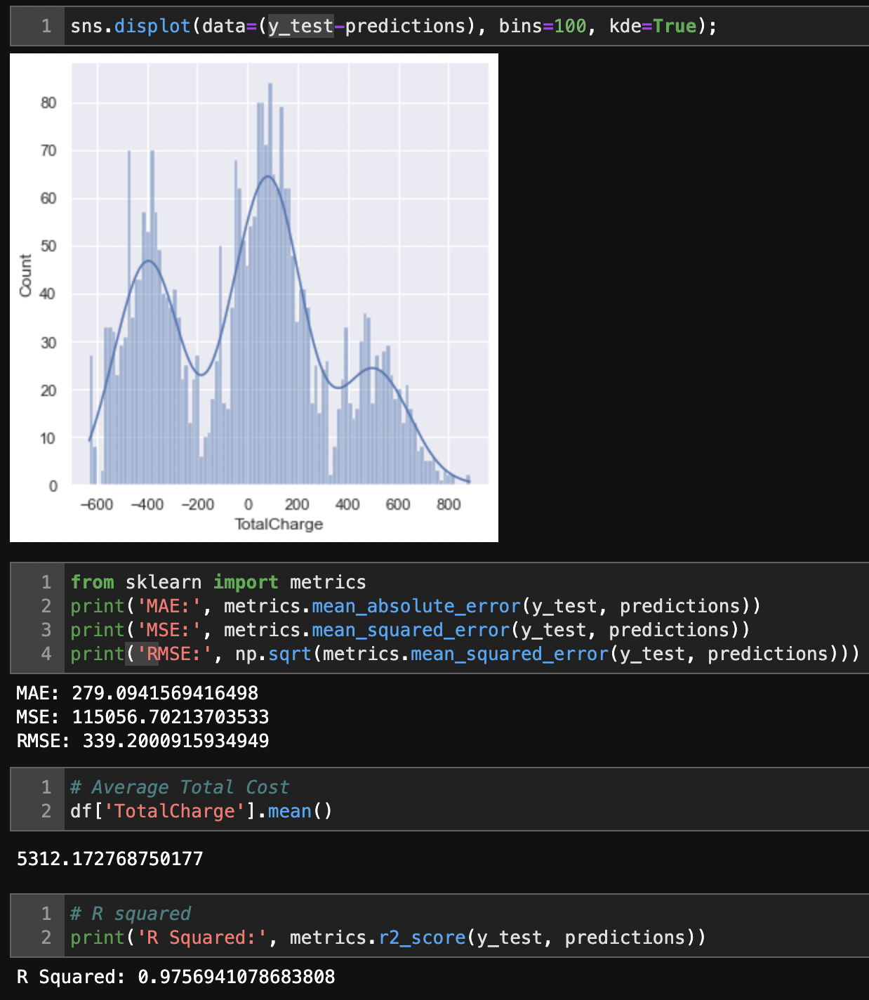 1 sns.displot(data=(y_test-predictions), bins=100, kde=True);
80
70
60
50
40
30
20
10
0
Count
−600 −400 −200 0 200 400 600 800
TotalCharge
1 from sklearn import metrics
2 print('MAE:', metrics.mean_absolute_error(y_test, predictions))
3 print('MSE:', metrics.mean_squared_error(y_test, predictions))
4 print('RMSE:', np.sqrt(metrics.mean_squared_error(y_test, predictions)))
MAE: 279.0941569416498
MSE: 115056.70213703533
RMSE: 339.2000915934949
1 # Average Total Cost
2 df['TotalCharge'].mean()
5312.172768750177
1 # R squared
2 print('R Squared:', metrics.r2_score(y_test, predictions))
R Squared: 0.9756941078683808